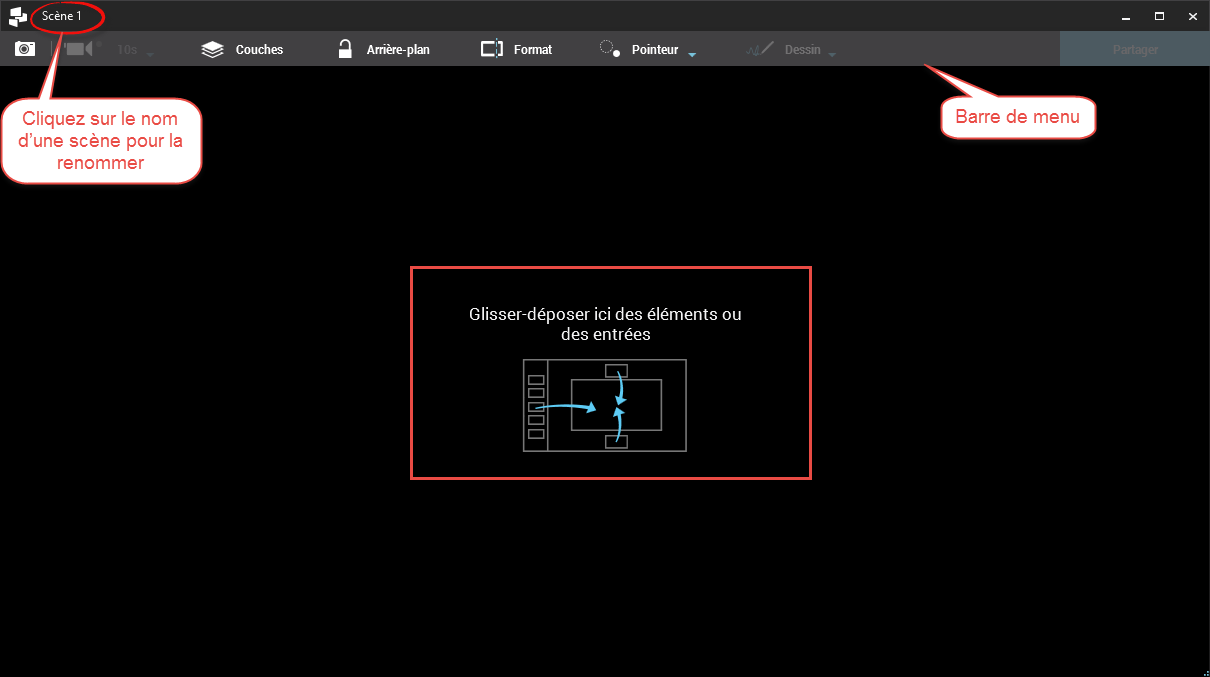 Scène 1
10s
Couches
Arrière-plan
Format
Pointeur
Dessin
Partager
Cliquez sur le nom
d'une scène pour la
renommer
Barre de menu
Glisser-déposer ici des éléments ou
des entrées